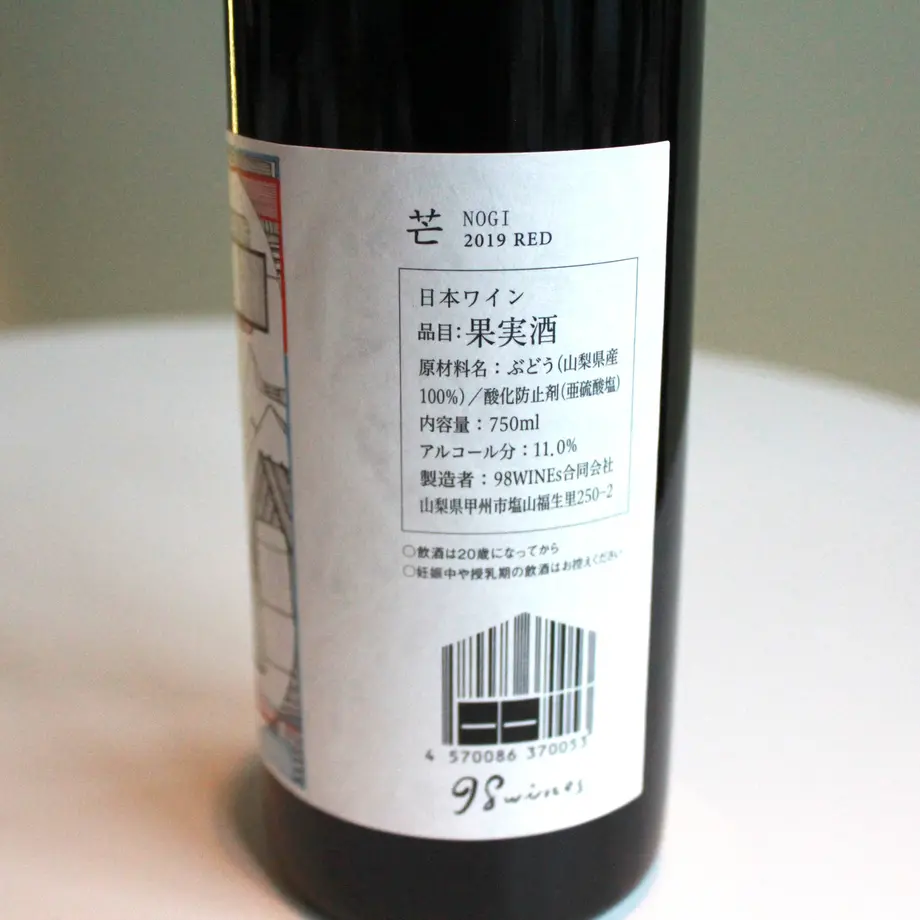 芒 NOGI
2019 RED
日本ワイン
品目：果実酒
原材料名：ぶどう（山梨県産
100%）／酸化防止剤（亜硫酸塩）
内容量：750ml
アルコール分：11.0%
製造者：98WINEs合同会社
山梨県甲州市塩山福生里250-2
○飲酒は20歳になってから
○妊娠中や授乳期の飲酒はお控えください
4 570086 370053
98wines